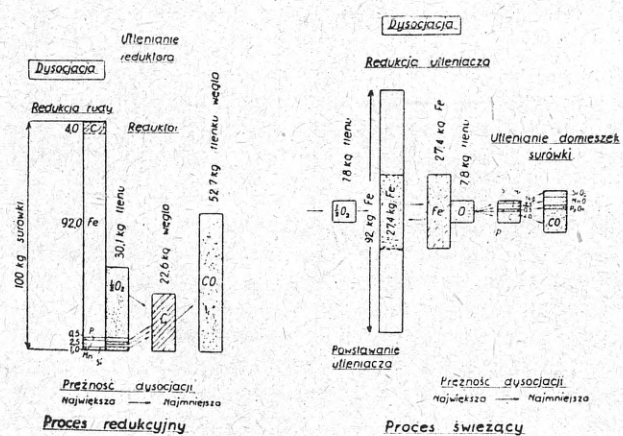 Utlenianie
reduktora
Dysocjacja
Redukcja rudy
Reduktor
4,0
C
100 kg surówki
92,0
Fe
30,1 kg tlenu
½O₂
22,6 kg węgla
C
52,7 kg tlenku węgla
CO
0,5
2,5
1,0
P
Mn
Si
Prężność dysocjacji
Największa → Najmniejsza
Proces redukcyjny
Dysocjacja
Redukcja utleniacza
7,8 kg tlenu
½O₂
92 kg Fe
27,4 kg Fe
27,4 kg Fe
Fe
7,8 kg tlenu
O
Utlenianie domieszek
surówki
P
CO
Powstawanie
utleniacza
Prężność dysocjacji
Największa → Najmniejsza
Proces świeżący